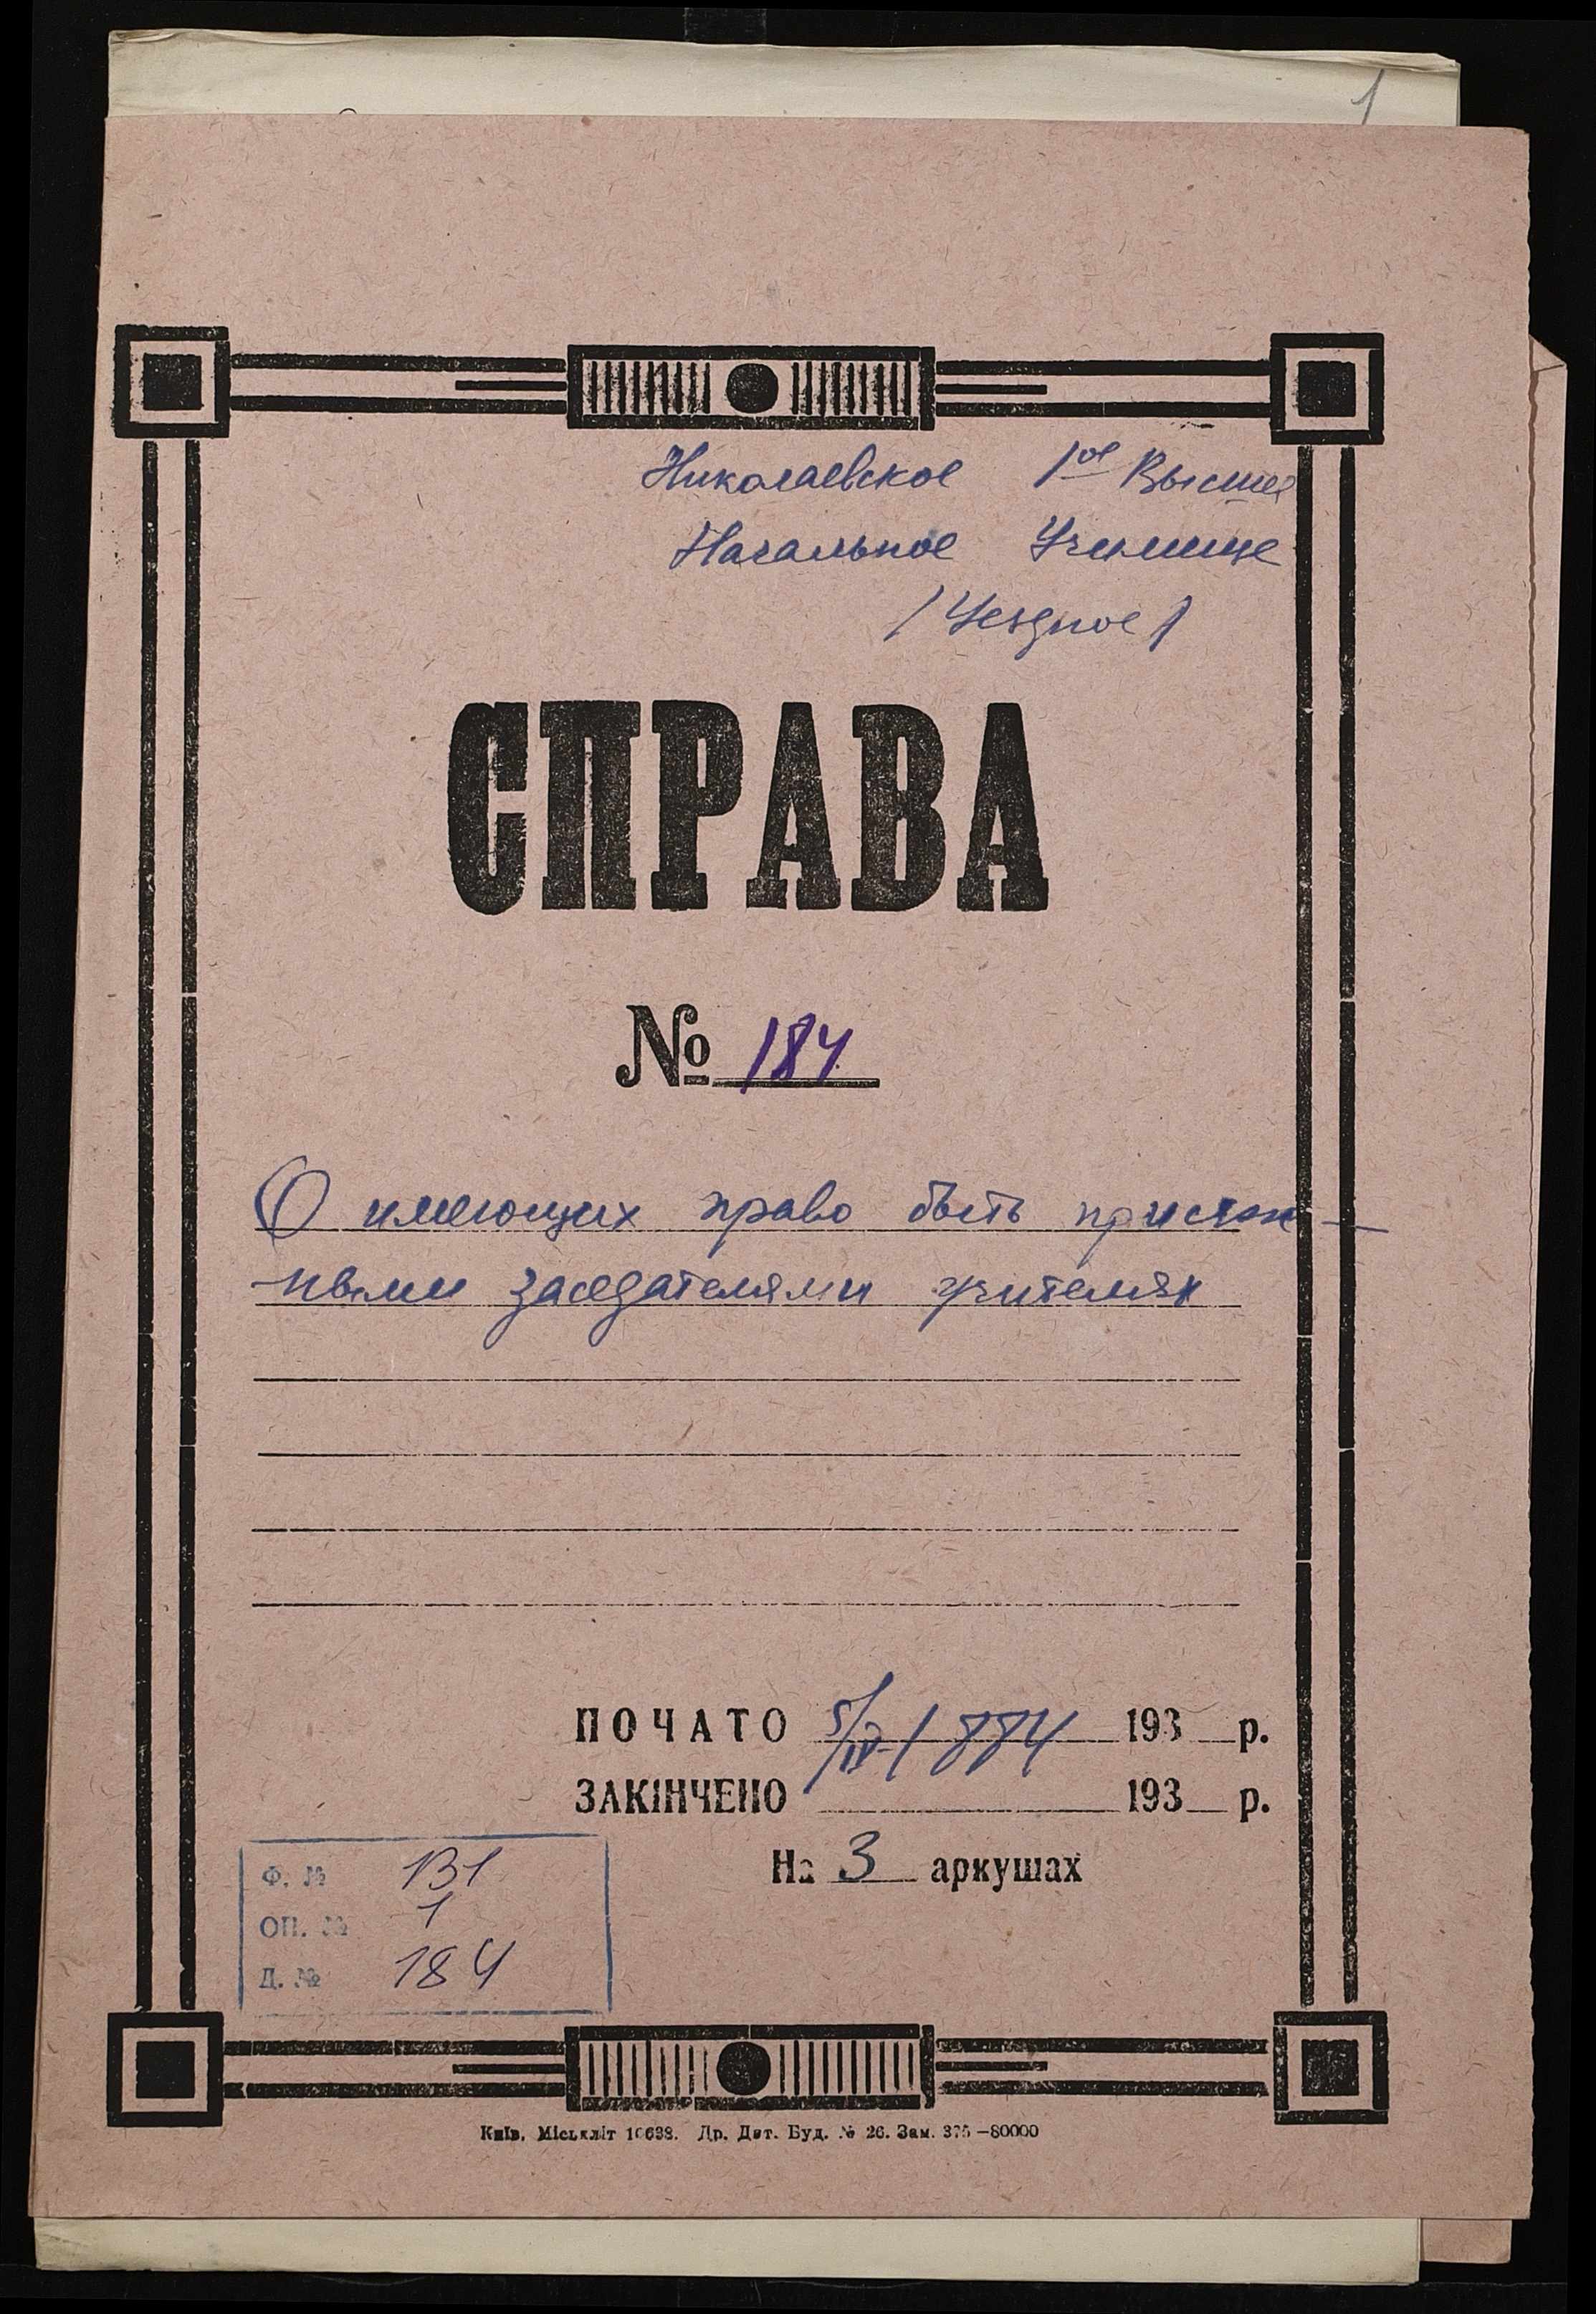 1
Николаевское 1ое Высшее
Начальное Училище
/Уездное/
СПРАВА
№ 184
О имеющих право быть присяж-
ными заседателями учителях
ПОЧАТО 5/IV 1884 193 р.
ЗАКІНЧЕНО 193 р.
На 3 аркушах
Ф. № 131
ОП. № 1
Д. № 184
Київ. Міськліт 10638. Др. Дят. Буд. № 26. Зам. 375—80000